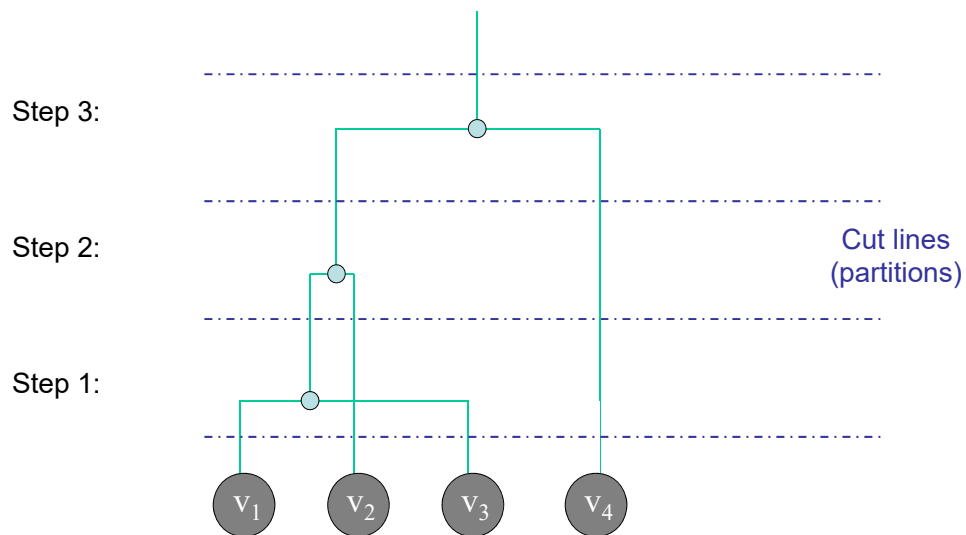 Step 3:
Step 2:
Cut lines
(partitions)
Step 1:
v1
v2
v3
v4